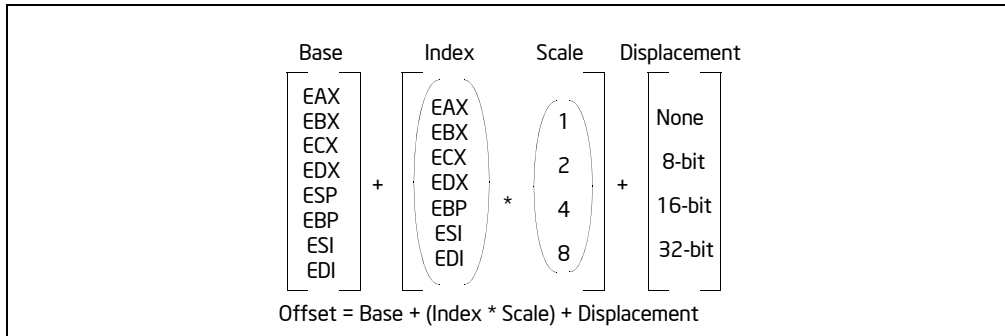 Base Index Scale Displacement
EAX
EBX
ECX
EDX
ESP
EBP
ESI
EDI
+
EAX
EBX
ECX
EDX
EBP
ESI
EDI
*
1
2
4
8
+
None
8-bit
16-bit
32-bit
Offset = Base + (Index * Scale) + Displacement